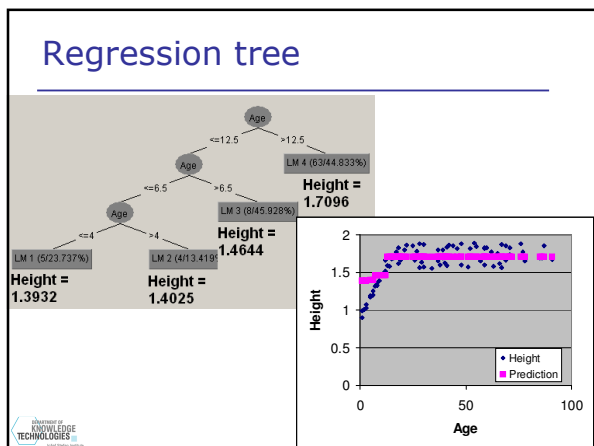 Regression tree
Age
<=12.5 >12.5
Age
LM 4 (63/44.833%)
Height =
1.7096
<=6.5 >6.5
Age
LM 3 (8/45.928%)
Height =
1.4644
<=4 >4
LM 1 (5/23.737%)
LM 2 (4/13.419%
Height =
1.3932
Height =
1.4025
2
1.5
1
0.5
0
Height
Height
Prediction
0 50 100
Age
DEPARTMENT OF
KNOWLEDGE
TECHNOLOGIES